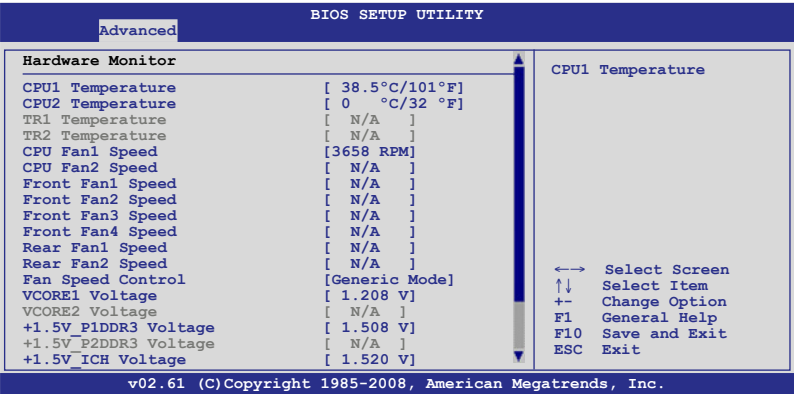 BIOS SETUP UTILITY
Advanced
Hardware Monitor
CPU1 Temperature [ 38.5°C/101°F]
CPU2 Temperature [ 0 °C/32 °F]
TR1 Temperature [ N/A ]
TR2 Temperature [ N/A ]
CPU Fan1 Speed [3658 RPM]
CPU Fan2 Speed [ N/A ]
Front Fan1 Speed [ N/A ]
Front Fan2 Speed [ N/A ]
Front Fan3 Speed [ N/A ]
Front Fan4 Speed [ N/A ]
Rear Fan1 Speed [ N/A ]
Rear Fan2 Speed [ N/A ]
Fan Speed Control [Generic Mode]
VCORE1 Voltage [ 1.208 V]
VCORE2 Voltage [ N/A ]
+1.5V_P1DDR3 Voltage [ 1.508 V]
+1.5V_P2DDR3 Voltage [ N/A ]
+1.5V_ICH Voltage [ 1.520 V]
CPU1 Temperature
←→ Select Screen
↑↓ Select Item
+- Change Option
F1 General Help
F10 Save and Exit
ESC Exit
v02.61 (C)Copyright 1985-2008, American Megatrends, Inc.